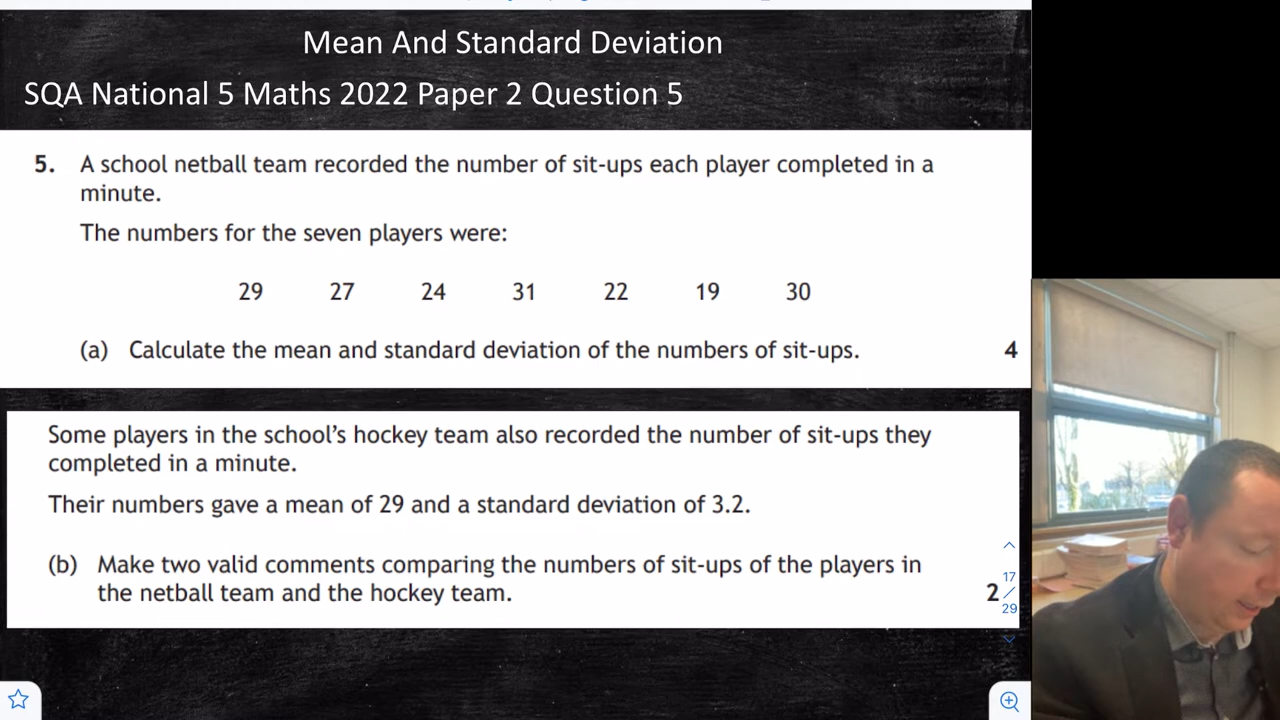 Mean And Standard Deviation
SQA National 5 Maths 2022 Paper 2 Question 5
5. A school netball team recorded the number of sit-ups each player completed in a
minute.
The numbers for the seven players were:
29 27 24 31 22 19 30
(a) Calculate the mean and standard deviation of the numbers of sit-ups. 4
Some players in the school's hockey team also recorded the number of sit-ups they
completed in a minute.
Their numbers gave a mean of 29 and a standard deviation of 3.2.
(b) Make two valid comments comparing the numbers of sit-ups of the players in
the netball team and the hockey team. 2
17
/
29